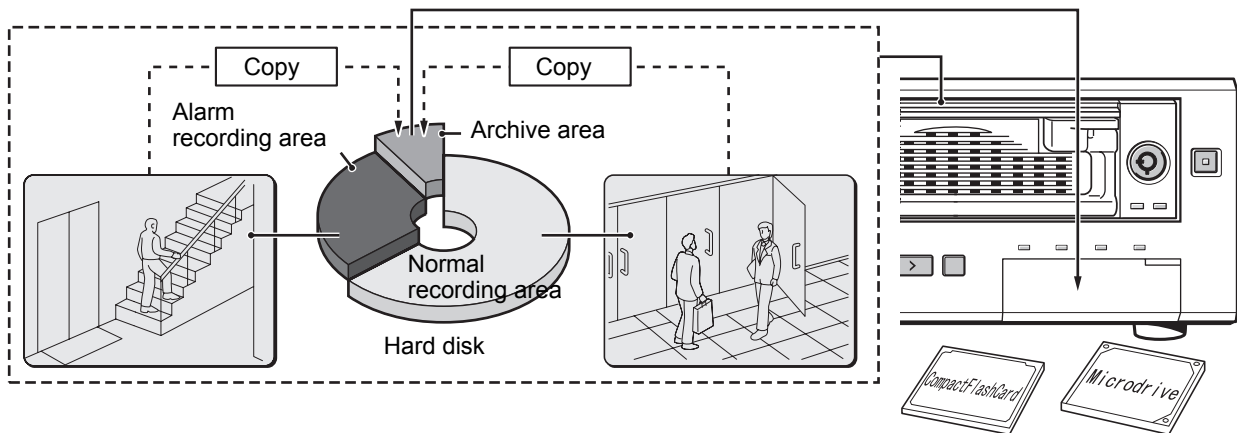 Copy
Copy
Alarm
recording area
Archive area
Normal
recording area
Hard disk
>
CompactFlashCard
Microdrive